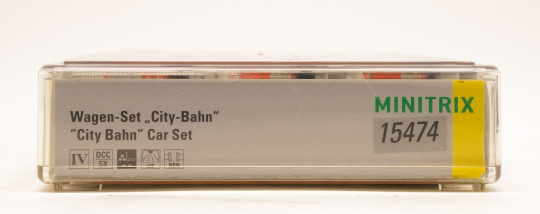 Wagen-Set „City-Bahn“
”City Bahn” Car Set
MINITRIX
15474
IV
DCC
SX